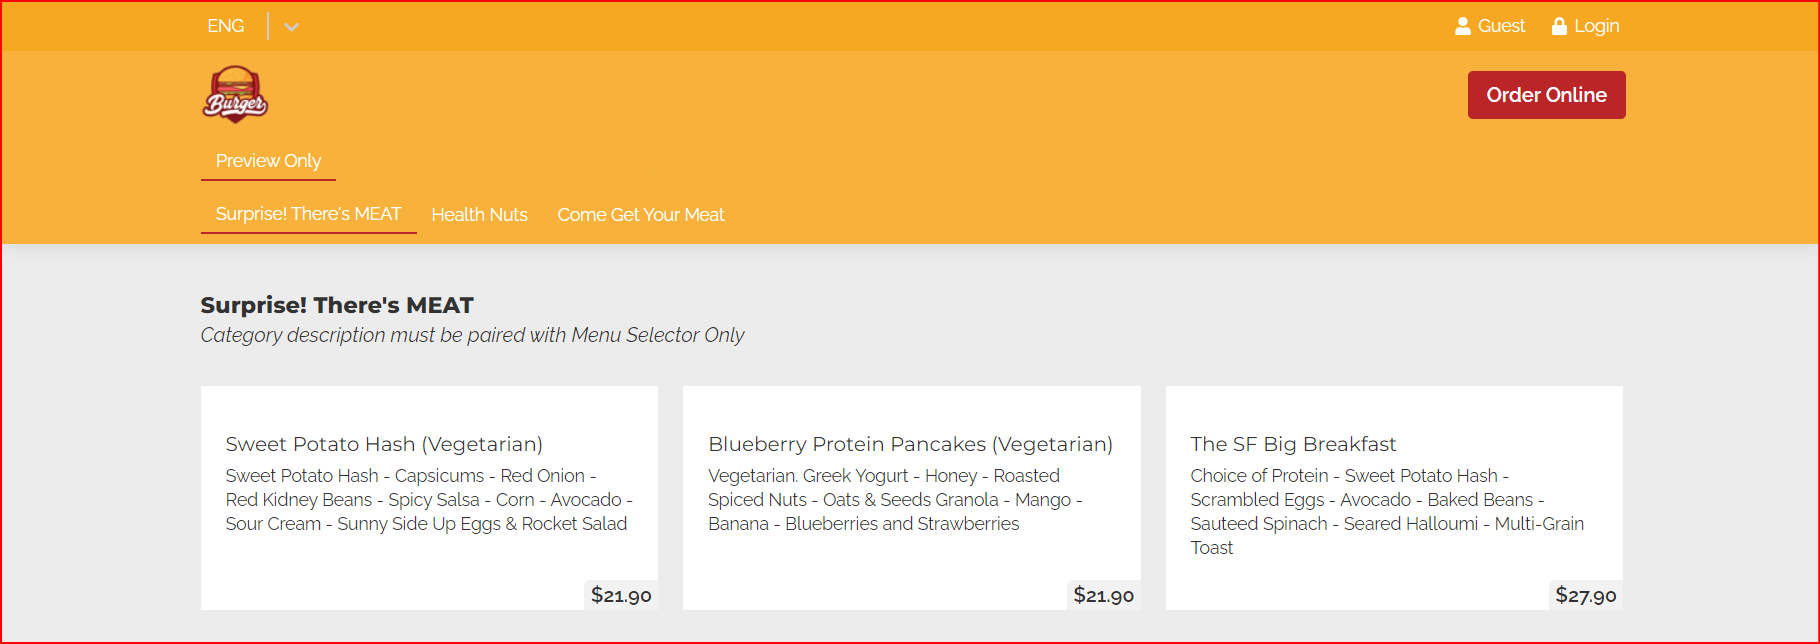 ENG
Guest
Login
Burger
Order Online
Preview Only
Surprise! There's MEAT
Health Nuts
Come Get Your Meat
Surprise! There's MEAT
Category description must be paired with Menu Selector Only
Sweet Potato Hash (Vegetarian)
Sweet Potato Hash - Capsicums - Red Onion -
Red Kidney Beans - Spicy Salsa - Corn - Avocado -
Sour Cream - Sunny Side Up Eggs & Rocket Salad
$21.90
Blueberry Protein Pancakes (Vegetarian)
Vegetarian. Greek Yogurt - Honey - Roasted
Spiced Nuts - Oats & Seeds Granola - Mango -
Banana - Blueberries and Strawberries
$21.90
The SF Big Breakfast
Choice of Protein - Sweet Potato Hash -
Scrambled Eggs - Avocado - Baked Beans -
Sauteed Spinach - Seared Halloumi - Multi-Grain
Toast
$27.90